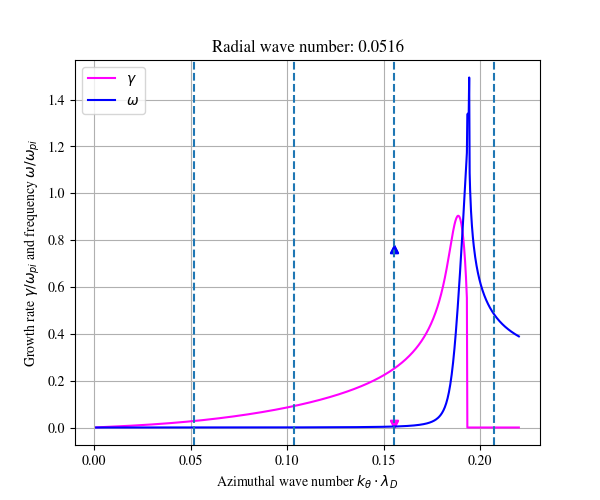 Radial wave number: 0.0516
γ
ω
1.4
1.2
1.0
0.8
0.6
0.4
0.2
0.0
Growth rate γ/ω_pi and frequency ω/ω_pi
0.00
0.05
0.10
0.15
0.20
Azimuthal wave number k_θ · λ_D